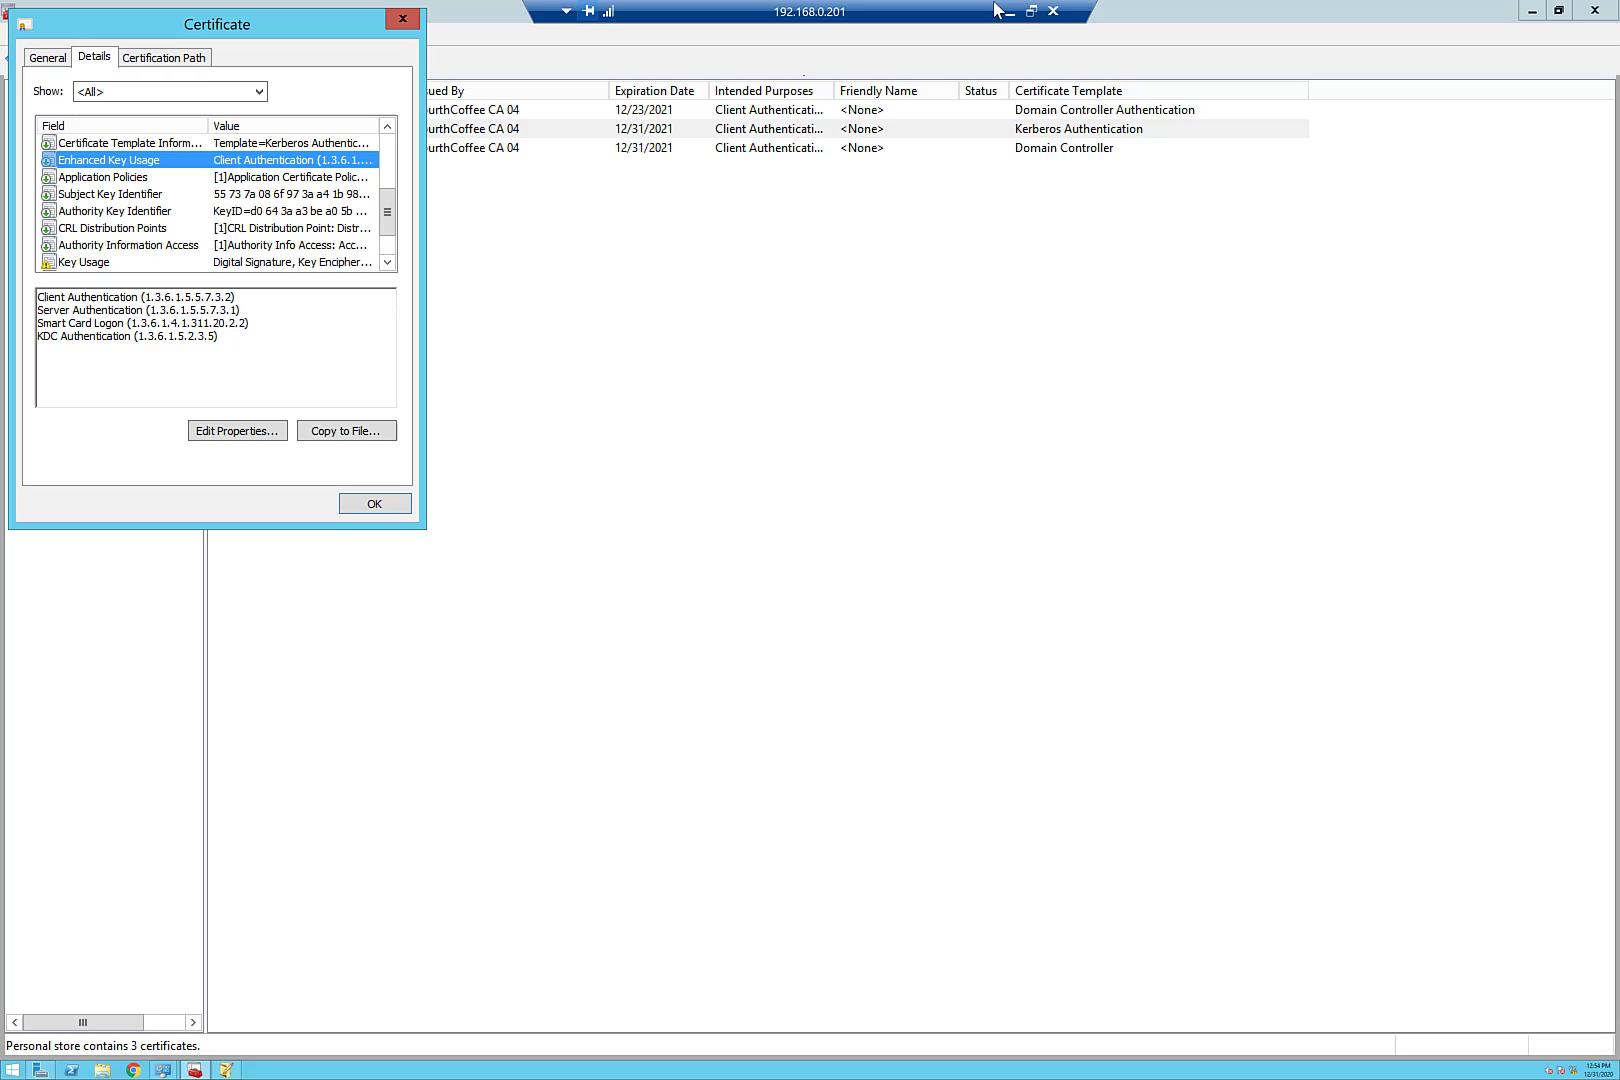 Certificate
192.168.0.201
General Details Certification Path
Show: <All>
Field Value
Certificate Template Inform... Template=Kerberos Authentic...
Enhanced Key Usage Client Authentication (1.3.6.1....
Application Policies [1]Application Certificate Polic...
Subject Key Identifier 55 73 7a 08 6f 97 3a a4 1b 98...
Authority Key Identifier KeyID=d0 64 3a a3 be a0 5b ...
CRL Distribution Points [1]CRL Distribution Point: Distr...
Authority Information Access [1]Authority Info Access: Acc...
Key Usage Digital Signature, Key Encipher...
Client Authentication (1.3.6.1.5.5.7.3.2)
Server Authentication (1.3.6.1.5.5.7.3.1)
Smart Card Logon (1.3.6.1.4.1.311.20.2.2)
KDC Authentication (1.3.6.1.5.2.3.5)
Edit Properties... Copy to File...
OK
ued By Expiration Date Intended Purposes Friendly Name Status Certificate Template
urthCoffee CA 04 12/23/2021 Client Authenticati... <None> Domain Controller Authentication
urthCoffee CA 04 12/31/2021 Client Authenticati... <None> Kerberos Authentication
urthCoffee CA 04 12/31/2021 Client Authenticati... <None> Domain Controller
Personal store contains 3 certificates.
12:54 PM
12/31/2020